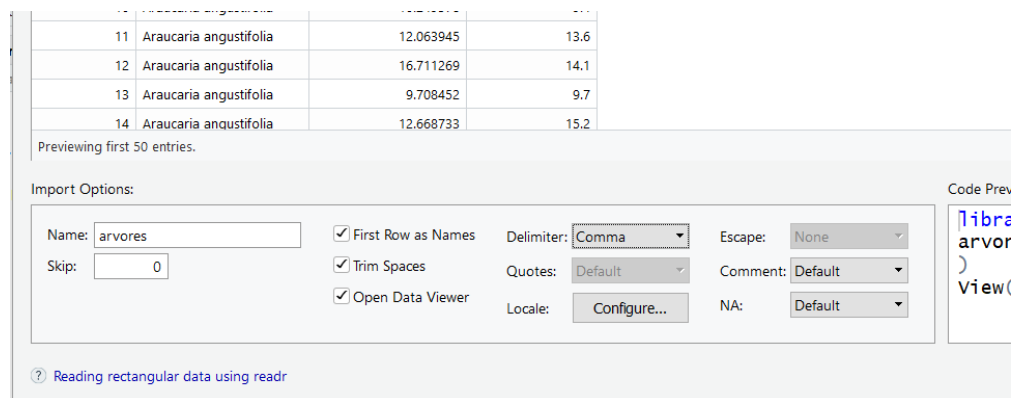 11 Araucaria angustifolia 12.063945 13.6
12 Araucaria angustifolia 16.711269 14.1
13 Araucaria angustifolia 9.708452 9.7
14 Araucaria angustifolia 12.668733 15.2
Previewing first 50 entries.
Import Options:
Name: arvores
Skip: 0
First Row as Names
Trim Spaces
Open Data Viewer
Delimiter: Comma
Quotes: Default
Locale: Configure...
Escape: None
Comment: Default
NA: Default
Code Prev
libra
arvor
)
View(
? Reading rectangular data using readr